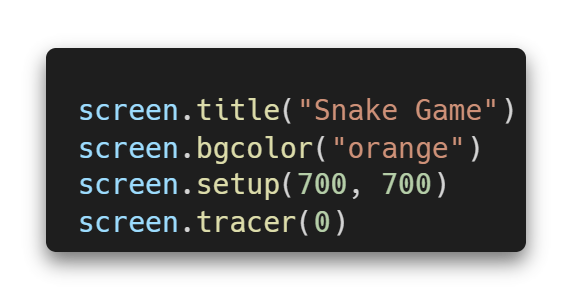 screen.title("Snake Game")
screen.bgcolor("orange")
screen.setup(700, 700)
screen.tracer(0)